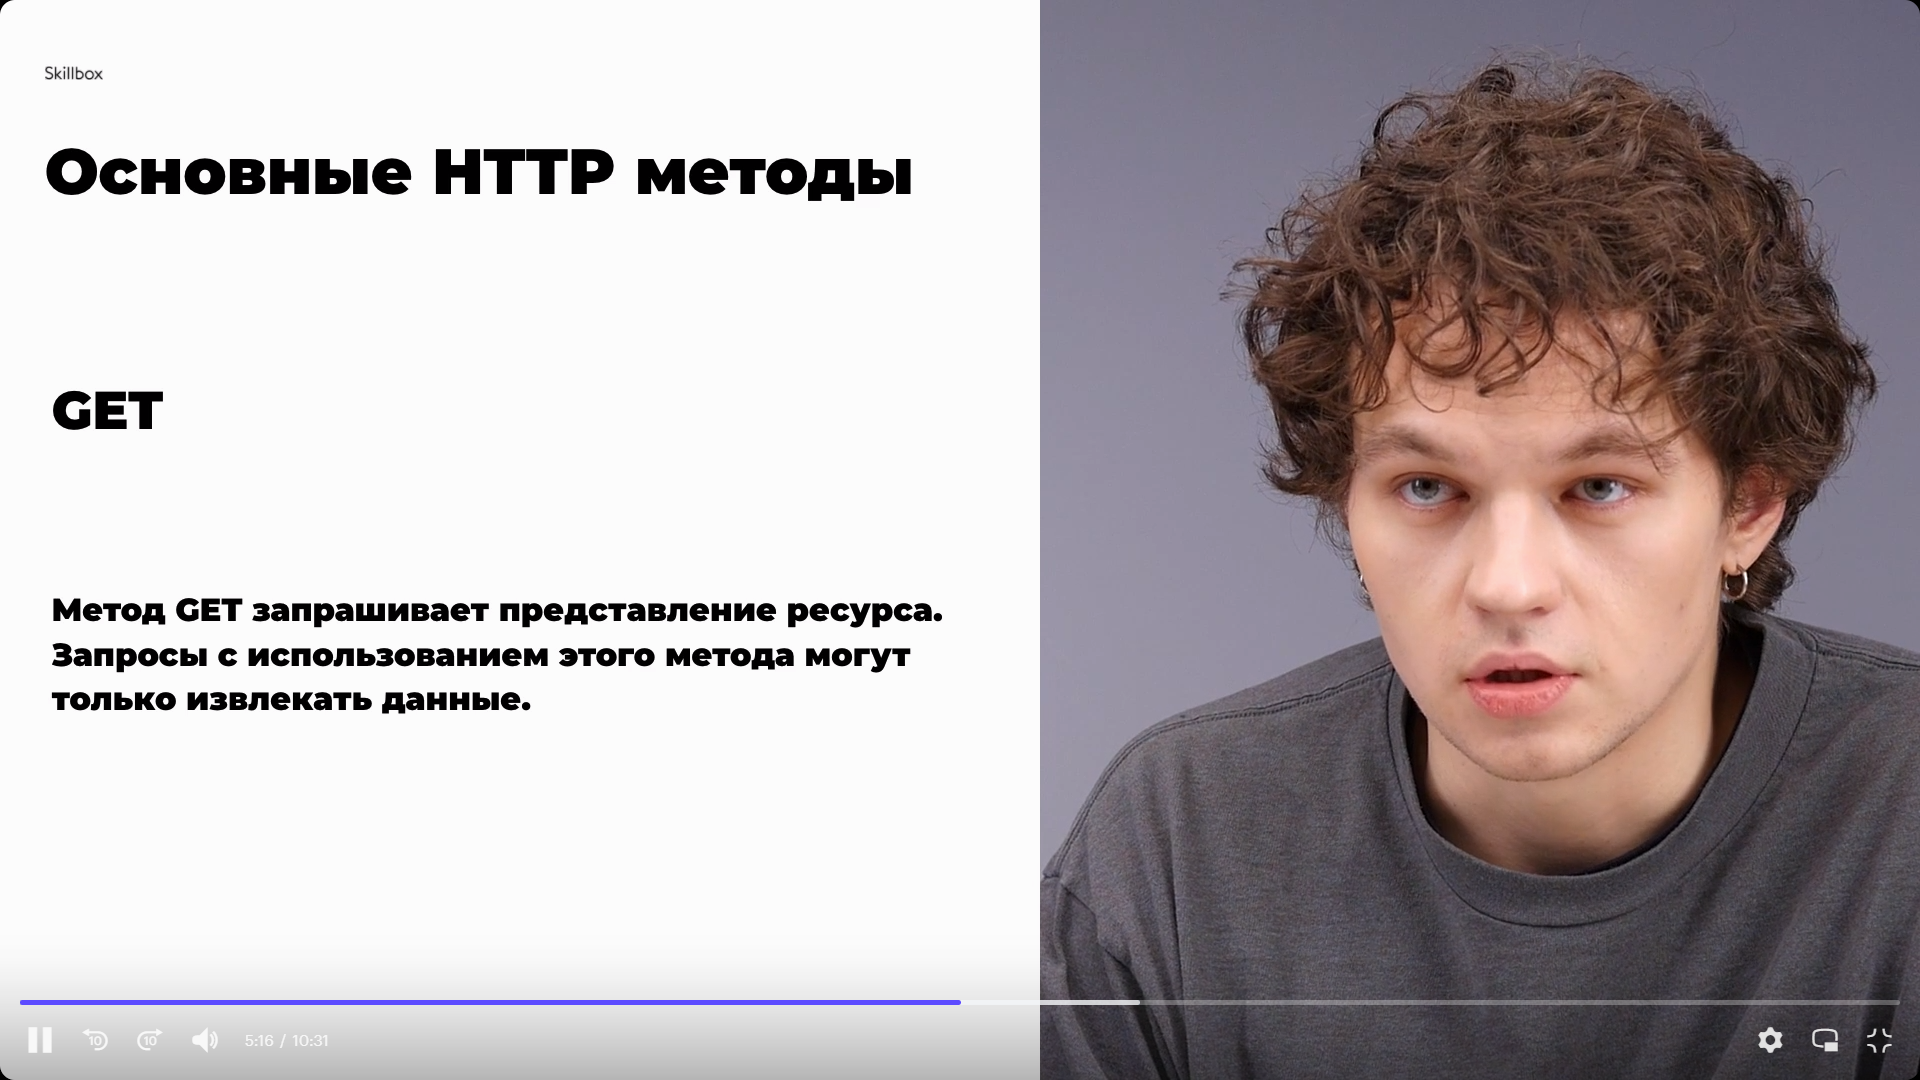 Skillbox
Основные HTTP методы
GET
Метод GET запрашивает представление ресурса.
Запросы с использованием этого метода могут
только извлекать данные.
10
10
5:16 / 10:31